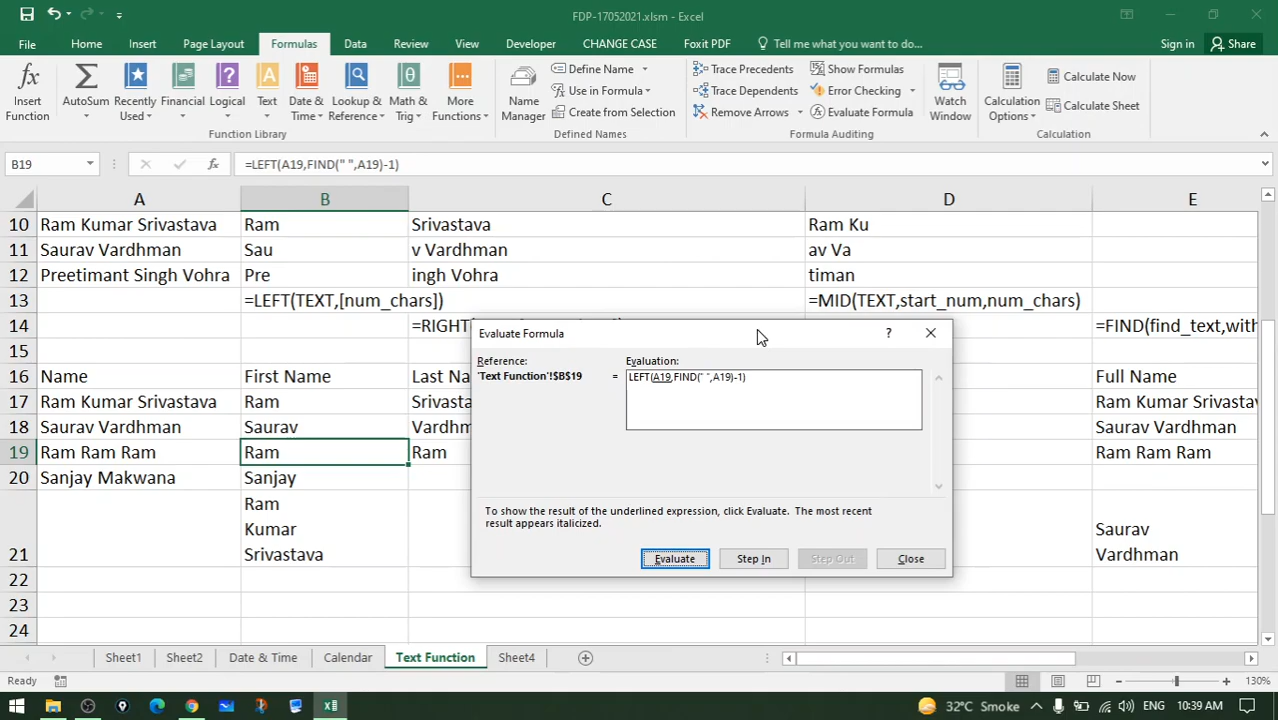 FDP-17052021.xlsm - Excel
File Home Insert Page Layout Formulas Data Review View Developer CHANGE CASE Foxit PDF Tell me what you want to do... Sign in Share
Insert Function
AutoSum
Recently Used
Financial
Logical
Text
Date & Time
Lookup & Reference
Math & Trig
More Functions
Function Library
Name Manager
Define Name
Use in Formula
Create from Selection
Defined Names
Trace Precedents
Trace Dependents
Remove Arrows
Show Formulas
Error Checking
Evaluate Formula
Formula Auditing
Watch Window
Calculation Options
Calculate Now
Calculate Sheet
Calculation
B19 fx =LEFT(A19,FIND(" ",A19)-1)
A B C D E
10 Ram Kumar Srivastava Ram Srivastava Ram Ku
11 Saurav Vardhman Sau v Vardhman av Va
12 Preetimant Singh Vohra Pre ingh Vohra timan
13 =LEFT(TEXT,[num_chars]) =MID(TEXT,start_num,num_chars)
14 =RIGHT =FIND(find_text,with
15
16 Name First Name Last Na Full Name
17 Ram Kumar Srivastava Ram Srivasta Ram Kumar Srivastav
18 Saurav Vardhman Saurav Vardhm Saurav Vardhman
19 Ram Ram Ram Ram Ram Ram Ram Ram
20 Sanjay Makwana Sanjay
Ram
Kumar Saurav
21 Srivastava Vardhman
22
23
24
Evaluate Formula ?
Reference: Evaluation:
'Text Function'!$B$19 = LEFT(A19,FIND(" ",A19)-1)
To show the result of the underlined expression, click Evaluate. The most recent
result appears italicized.
Evaluate Step In Step Out Close
Sheet1 Sheet2 Date & Time Calendar Text Function Sheet4
Ready 130%
32°C Smoke ENG 10:39 AM